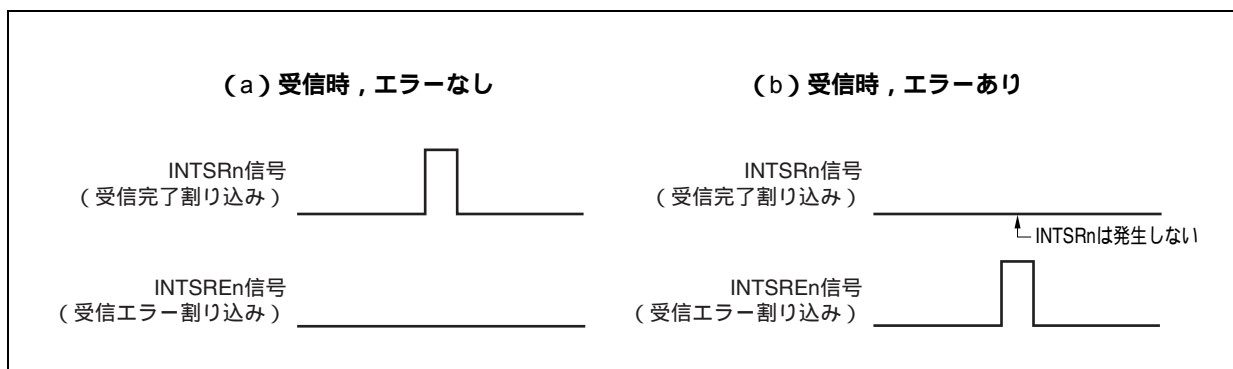 (a)受信時,エラーなし
INTSRn信号
(受信完了割り込み)
INTSREn信号
(受信エラー割り込み)
(b)受信時,エラーあり
INTSRn信号
(受信完了割り込み)
INTSRnは発生しない
INTSREn信号
(受信エラー割り込み)